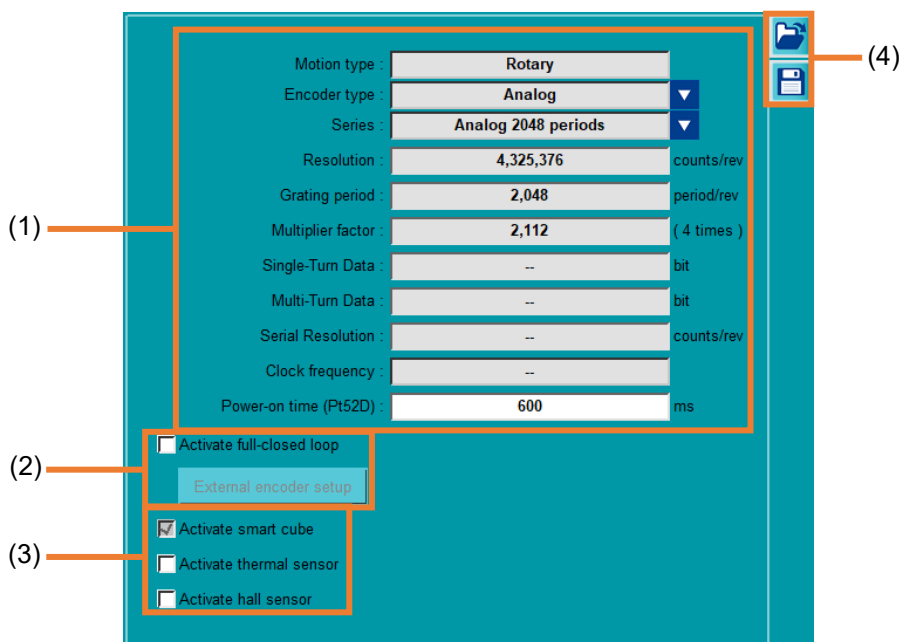 (4)
Motion type : Rotary
Encoder type : Analog
Series : Analog 2048 periods
Resolution : 4,325,376 counts/rev
Grating period : 2,048 period/rev
(1)
Multiplier factor : 2,112 ( 4 times )
Single-Turn Data : -- bit
Multi-Turn Data : -- bit
Serial Resolution : -- counts/rev
Clock frequency : --
Power-on time (Pt52D) : 600 ms
(2)
Activate full-closed loop
External encoder setup
(3)
Activate smart cube
Activate thermal sensor
Activate hall sensor